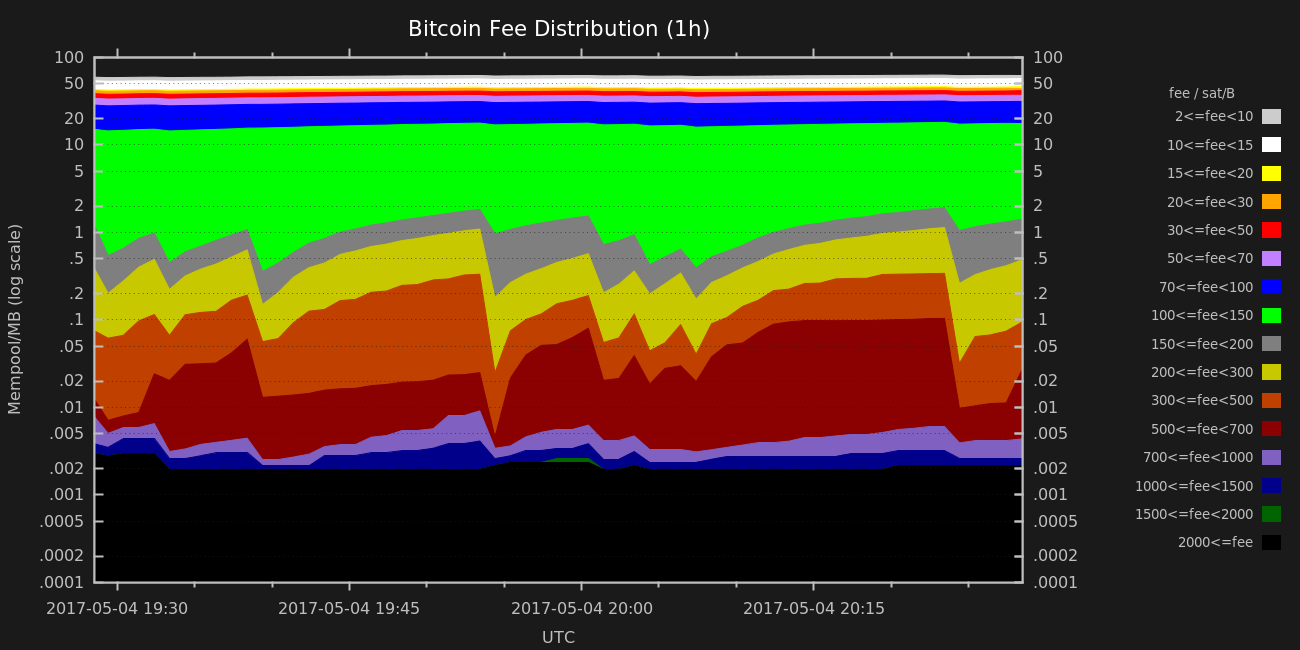 Bitcoin Fee Distribution (1h)
Mempool/MB (log scale)
100
50
20
10
5
2
1
.5
.2
.1
.05
.02
.01
.005
.002
.001
.0005
.0002
.0001
100
50
20
10
5
2
1
.5
.2
.1
.05
.02
.01
.005
.002
.001
.0005
.0002
.0001
2017-05-04 19:30
2017-05-04 19:45
2017-05-04 20:00
2017-05-04 20:15
UTC
fee / sat/B
2<=fee<10
10<=fee<15
15<=fee<20
20<=fee<30
30<=fee<50
50<=fee<70
70<=fee<100
100<=fee<150
150<=fee<200
200<=fee<300
300<=fee<500
500<=fee<700
700<=fee<1000
1000<=fee<1500
1500<=fee<2000
2000<=fee